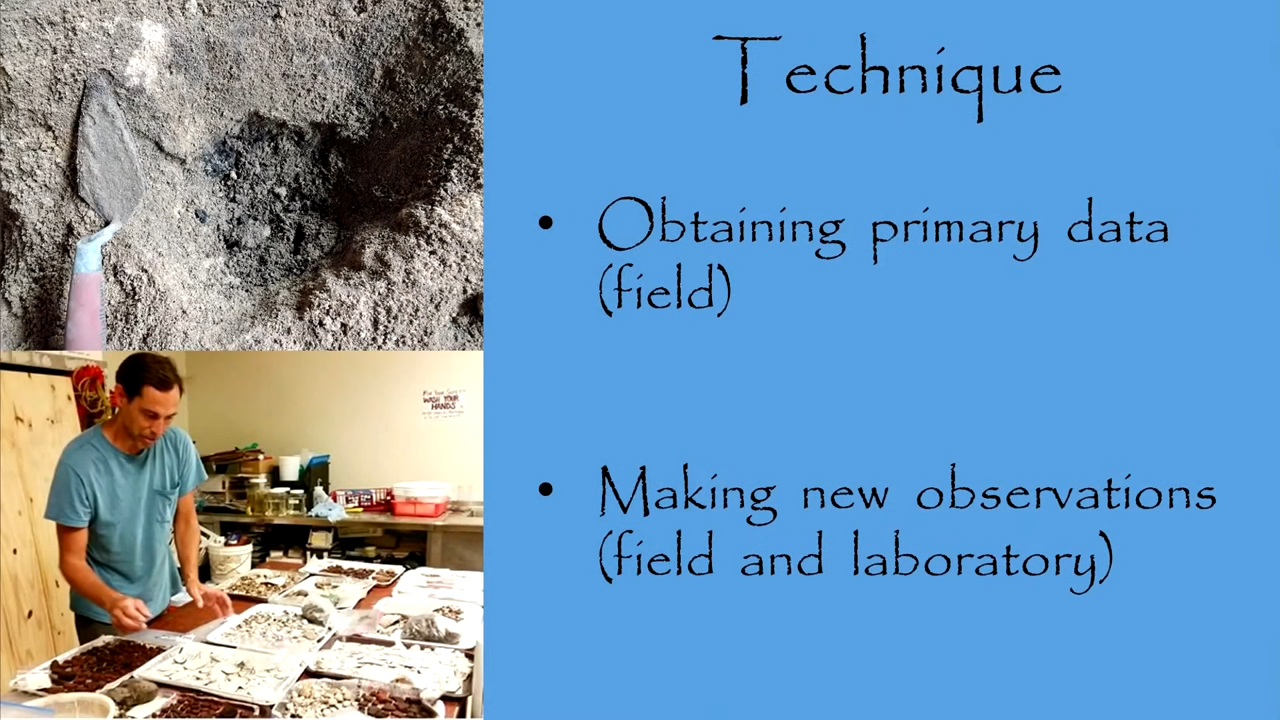 Technique
• Obtaining primary data
(field)
• Making new observations
(field and laboratory)
WASH YOUR
HANDS